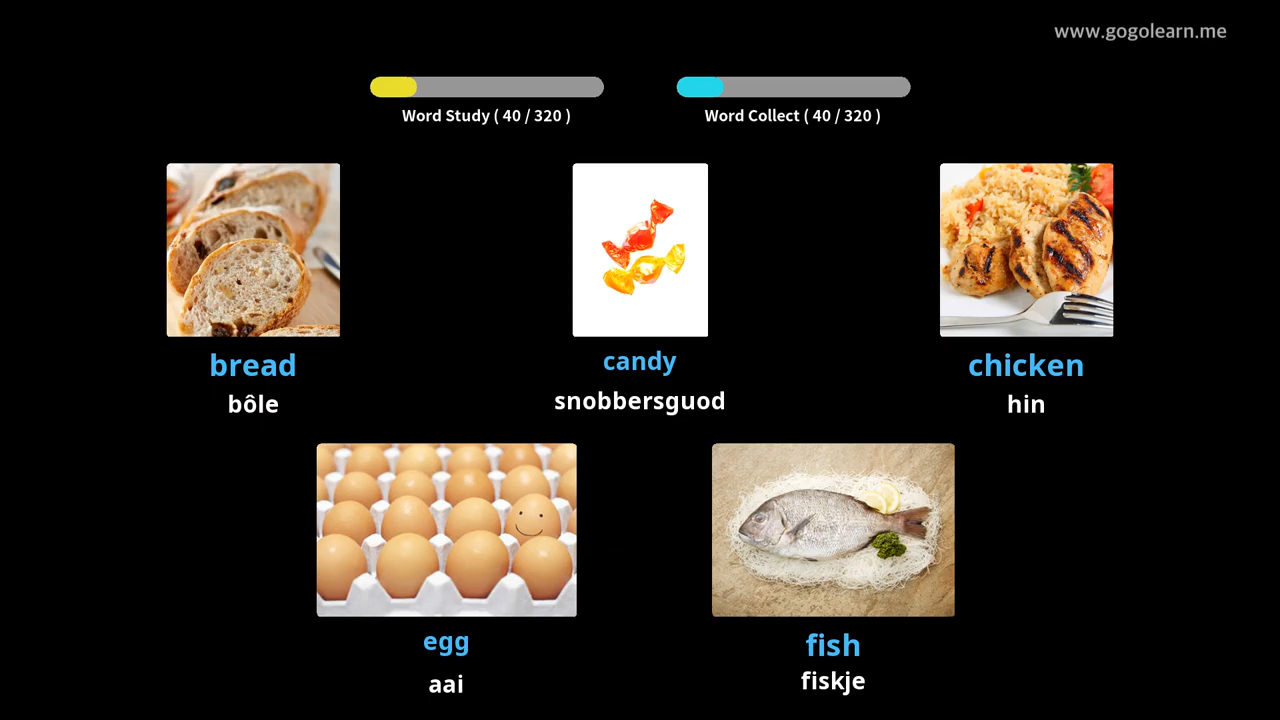 www.gogolearn.me
Word Study ( 40 / 320 )
Word Collect ( 40 / 320 )
bread
bôle
candy
snobbersguod
chicken
hin
egg
aai
fish
fiskje